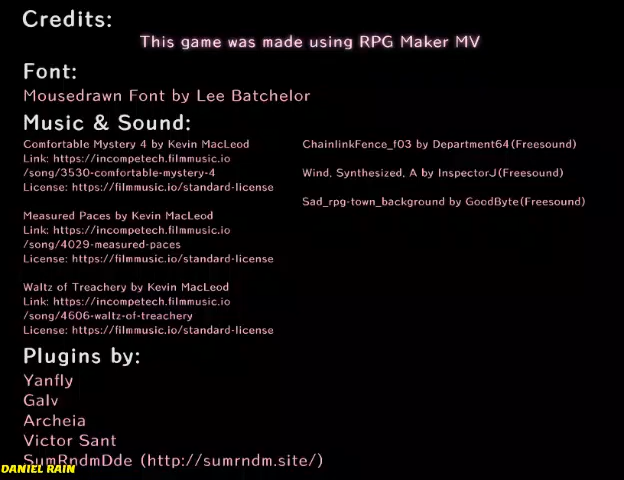 Credits:
This game was made using RPG Maker MV
Font:
Mousedrawn Font by Lee Batchelor
Music & Sound:
Comfortable Mystery 4 by Kevin MacLeod
Link: https://incompetech.filmmusic.io
/song/3530-comfortable-mystery-4
License: https://filmmusic.io/standard-license
Measured Paces by Kevin MacLeod
Link: https://incompetech.filmmusic.io
/song/4029-measured-paces
License: https://filmmusic.io/standard-license
Waltz of Treachery by Kevin MacLeod
Link: https://incompetech.filmmusic.io
/song/4606-waltz-of-treachery
License: https://filmmusic.io/standard-license
ChainlinkFence_f03 by Department64(Freesound)
Wind, Synthesized, A by InspectorJ(Freesound)
Sad_rpg-town_background by GoodByte(Freesound)
Plugins by:
Yanfly
Galv
Archeia
Victor Sant
SumRndmDde (http://sumrndm.site/)
DANIEL RAIN